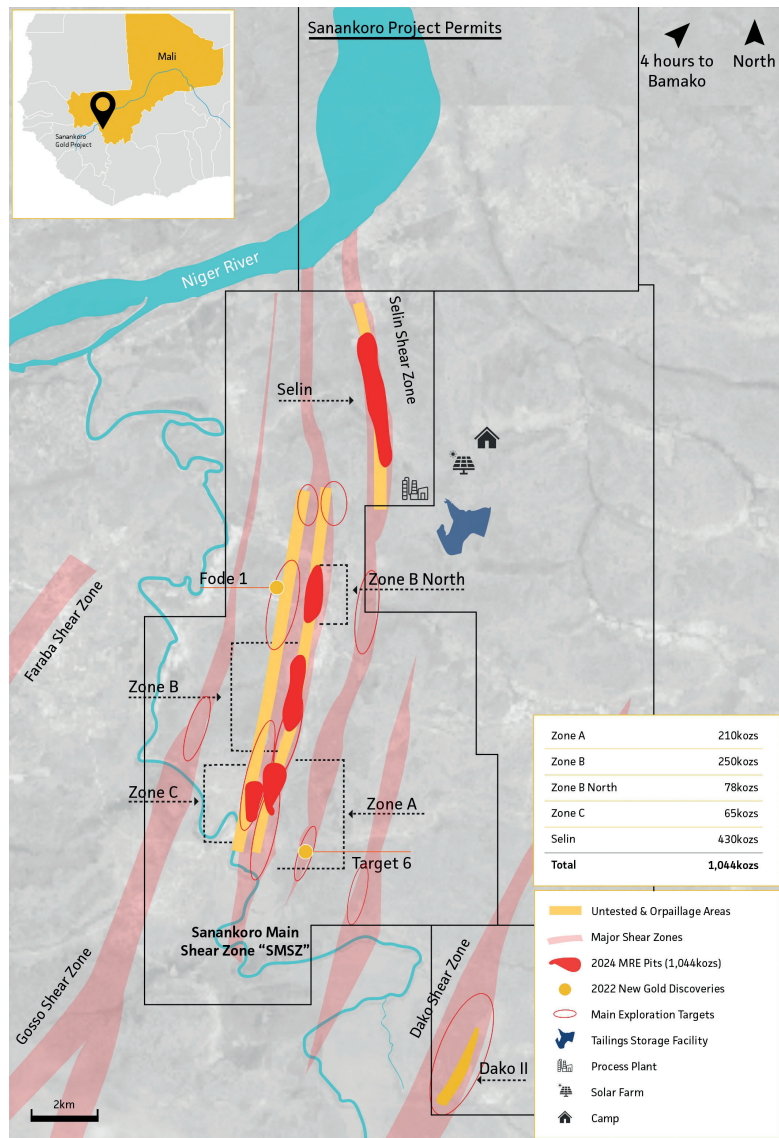 Sanankoro Project Permits
4 hours to
Bamako
North
Mali
Sanankoro
Gold Project
Niger River
Selin Shear Zone
Selin
Fode 1
Zone B North
Faraba Shear Zone
Zone B
Zone C
Zone A
Target 6
Sanankoro Main
Shear Zone “SMSZ”
Gosso Shear Zone
Dako Shear Zone
Dako II
2km
Zone A 210kozs
Zone B 250kozs
Zone B North 78kozs
Zone C 65kozs
Selin 430kozs
Total 1,044kozs
Untested & Orpaillage Areas
Major Shear Zones
2024 MRE Pits (1,044kozs)
2022 New Gold Discoveries
Main Exploration Targets
Tailings Storage Facility
Process Plant
Solar Farm
Camp